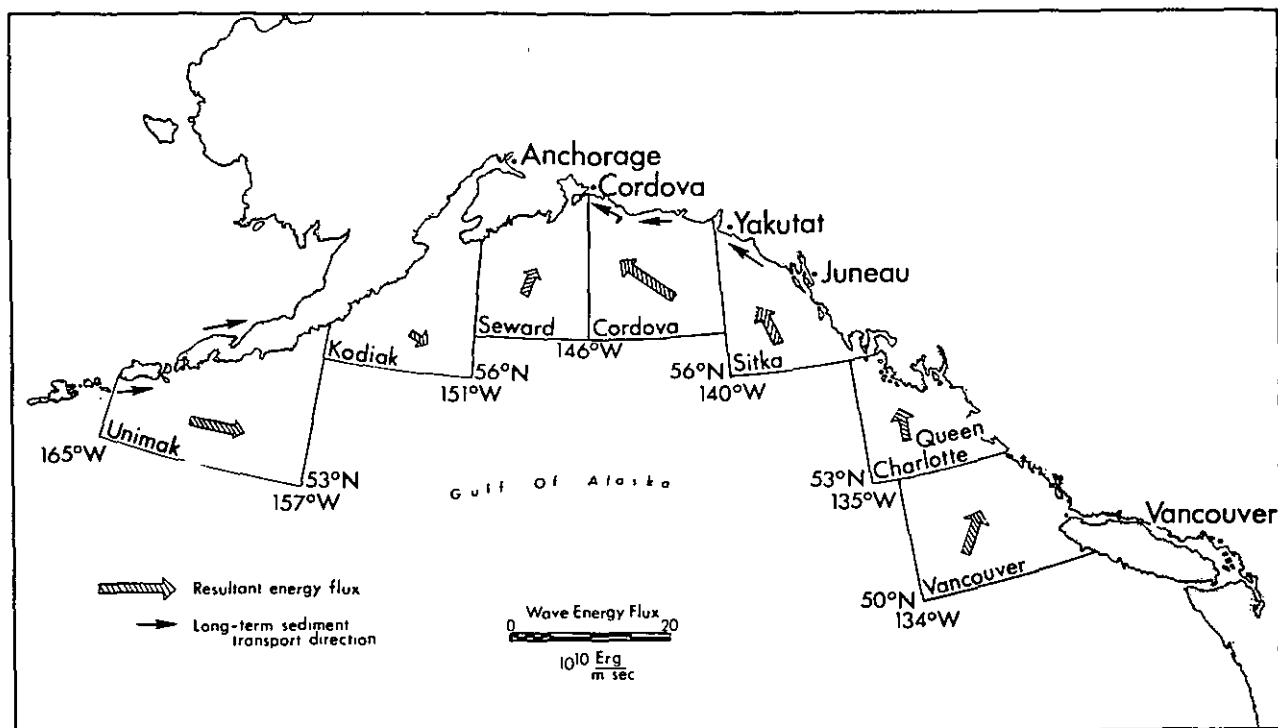 Anchorage
Cordova
Yakutat
Juneau
Seward
Cordova
146°W
Kodiak
56°N
151°W
56°N
140°W
Sitka
Unimak
165°W
53°N
157°W
Gulf Of Alaska
Queen
Charlotte
53°N
135°W
Vancouver
Vancouver
50°N
134°W
Resultant energy flux
Long-term sediment
transport direction
Wave Energy Flux
0 20
10¹⁰ Erg
m sec